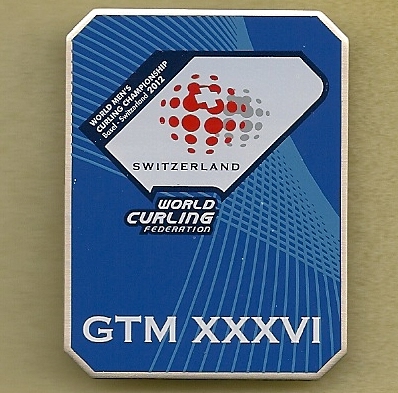 WORLD MEN'S
CURLING CHAMPIONSHIP
Basel - Switzerland 2012
SWITZERLAND
WORLD
CURLING
FEDERATION
GTM XXXVI